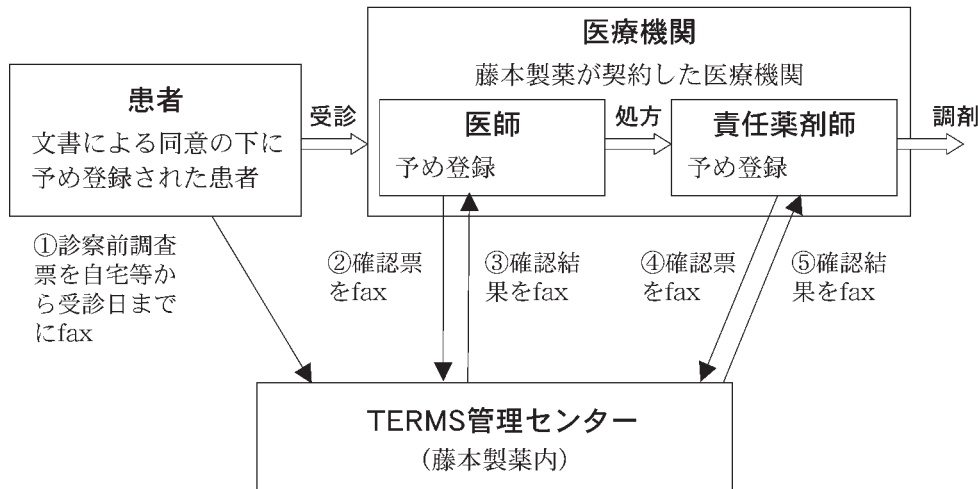 医療機関
藤本製薬が契約した医療機関
患者
文書による同意の下に
予め登録された患者
受診
医師
予め登録
処方
責任薬剤師
予め登録
調剤
①診察前調査
票を自宅等か
ら受診日まで
にfax
②確認票
をfax
③確認結
果をfax
④確認票
をfax
⑤確認結
果をfax
TERMS管理センター
(藤本製薬内)